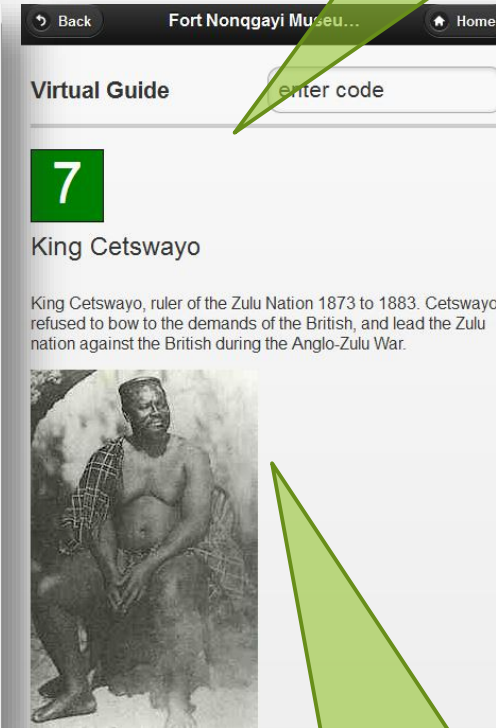 Back Fort Nonqgayi Museu… Home
Virtual Guide enter code
7
King Cetswayo
King Cetswayo, ruler of the Zulu Nation 1873 to 1883. Cetswayo
refused to bow to the demands of the British, and lead the Zulu
nation against the British during the Anglo-Zulu War.